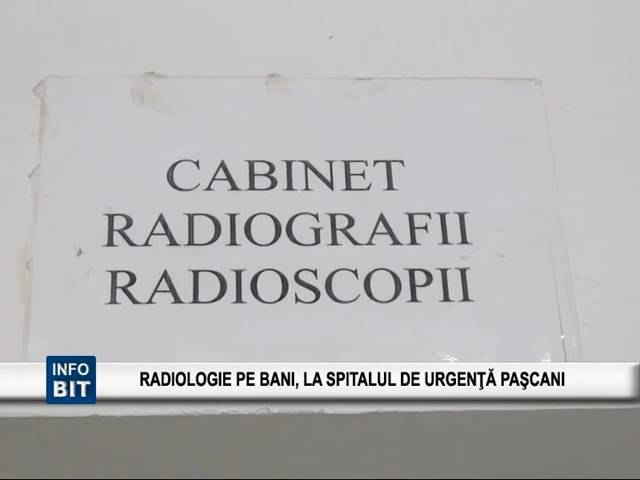 CABINET
RADIOGRAFII
RADIOSCOPII
INFO
BIT
RADIOLOGIE PE BANI, LA SPITALUL DE URGENŢĂ PAŞCANI